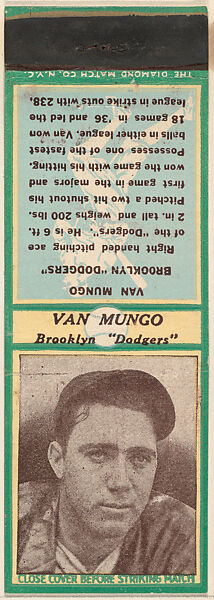 THE DIAMOND MATCH CO., N.Y.C.
VAN MUNGO
BROOKLYN "DODGERS"
Right handed pitching ace
of the "Dodgers". He is 6 ft.
2 in. tall and weighs 200 lbs.
Pitched a two hit shutout his
first game in the majors and
won the game with his hitting.
Possesses one of the fastest
balls in either league. Van won
18 games in '36 and led the
league in strike outs with 238.
VAN MUNGO
Brooklyn "Dodgers"
CLOSE COVER BEFORE STRIKING MATCH